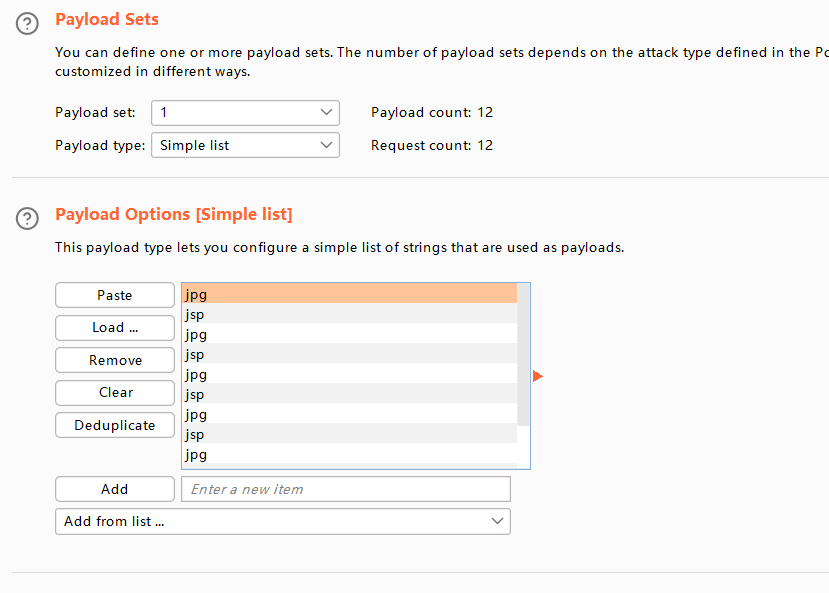 Payload Sets
You can define one or more payload sets. The number of payload sets depends on the attack type defined in the Po
customized in different ways.
Payload set: 1 Payload count: 12
Payload type: Simple list Request count: 12
Payload Options [Simple list]
This payload type lets you configure a simple list of strings that are used as payloads.
Paste
Load ...
Remove
Clear
Deduplicate
jpg
jsp
jpg
jsp
jpg
jsp
jpg
jsp
jpg
Add
Enter a new item
Add from list ...